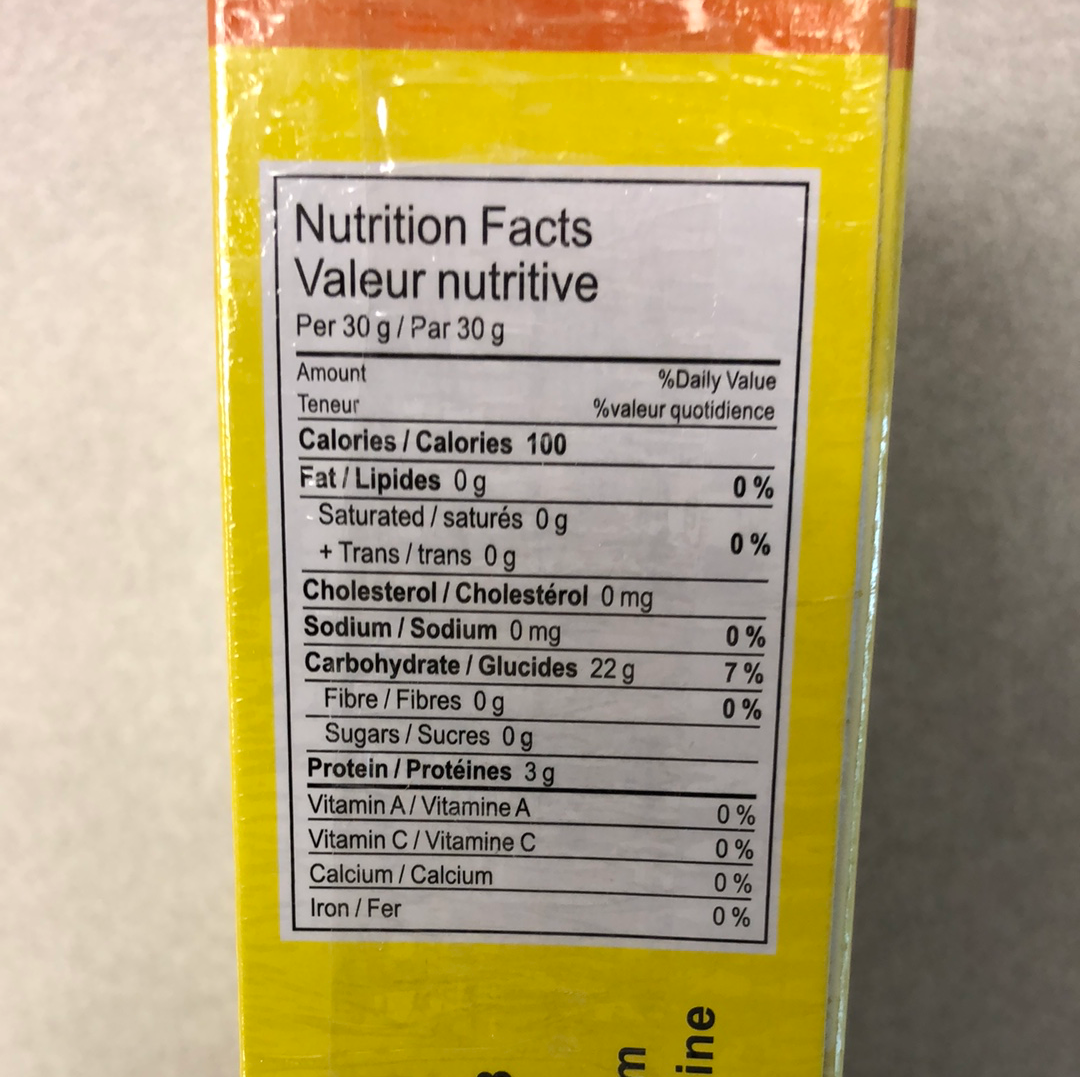 Nutrition Facts
Valeur nutritive
Per 30 g / Par 30 g
Amount %Daily Value
Teneur %valeur quotidience
Calories / Calories 100
Fat / Lipides 0 g 0 %
Saturated / saturés 0 g
+ Trans / trans 0 g 0 %
Cholesterol / Cholestérol 0 mg
Sodium / Sodium 0 mg 0 %
Carbohydrate / Glucides 22 g 7 %
Fibre / Fibres 0 g 0 %
Sugars / Sucres 0 g
Protein / Protéines 3 g
Vitamin A / Vitamine A 0 %
Vitamin C / Vitamine C 0 %
Calcium / Calcium 0 %
Iron / Fer 0 %